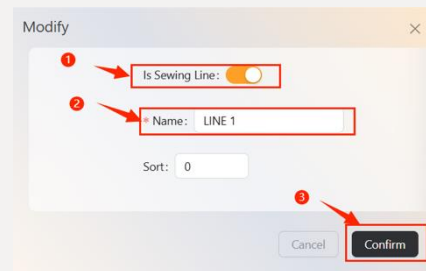 Modify
1
Is Sewing Line:
2
* Name: LINE 1
Sort: 0
3
Cancel Confirm